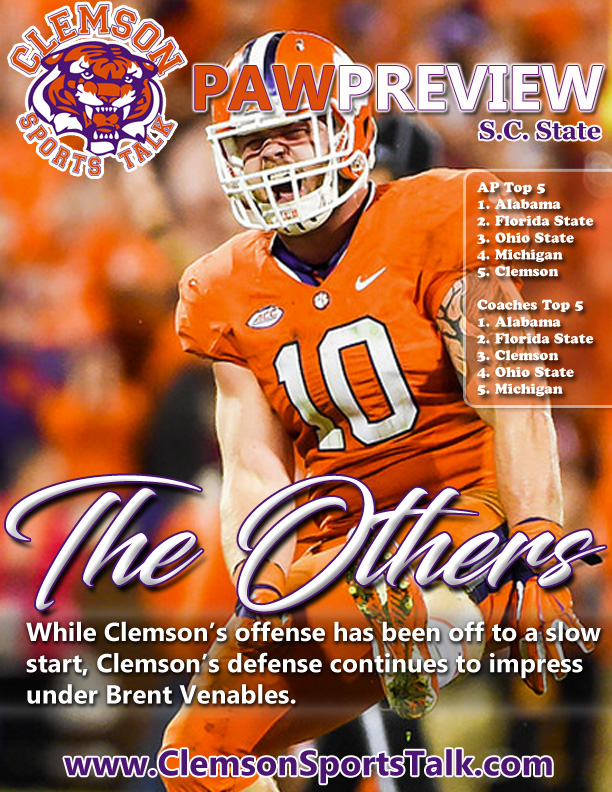 CLEMSON
SPORTS TALK
PAWPREVIEW
S.C. State
AP Top 5
1. Alabama
2. Florida State
3. Ohio State
4. Michigan
5. Clemson
Coaches Top 5
1. Alabama
2. Florida State
3. Clemson
4. Ohio State
5. Michigan
ACC
10
The Others
While Clemson's offense has been off to a slow
start, Clemson's defense continues to impress
under Brent Venables.
www.ClemsonSportsTalk.com